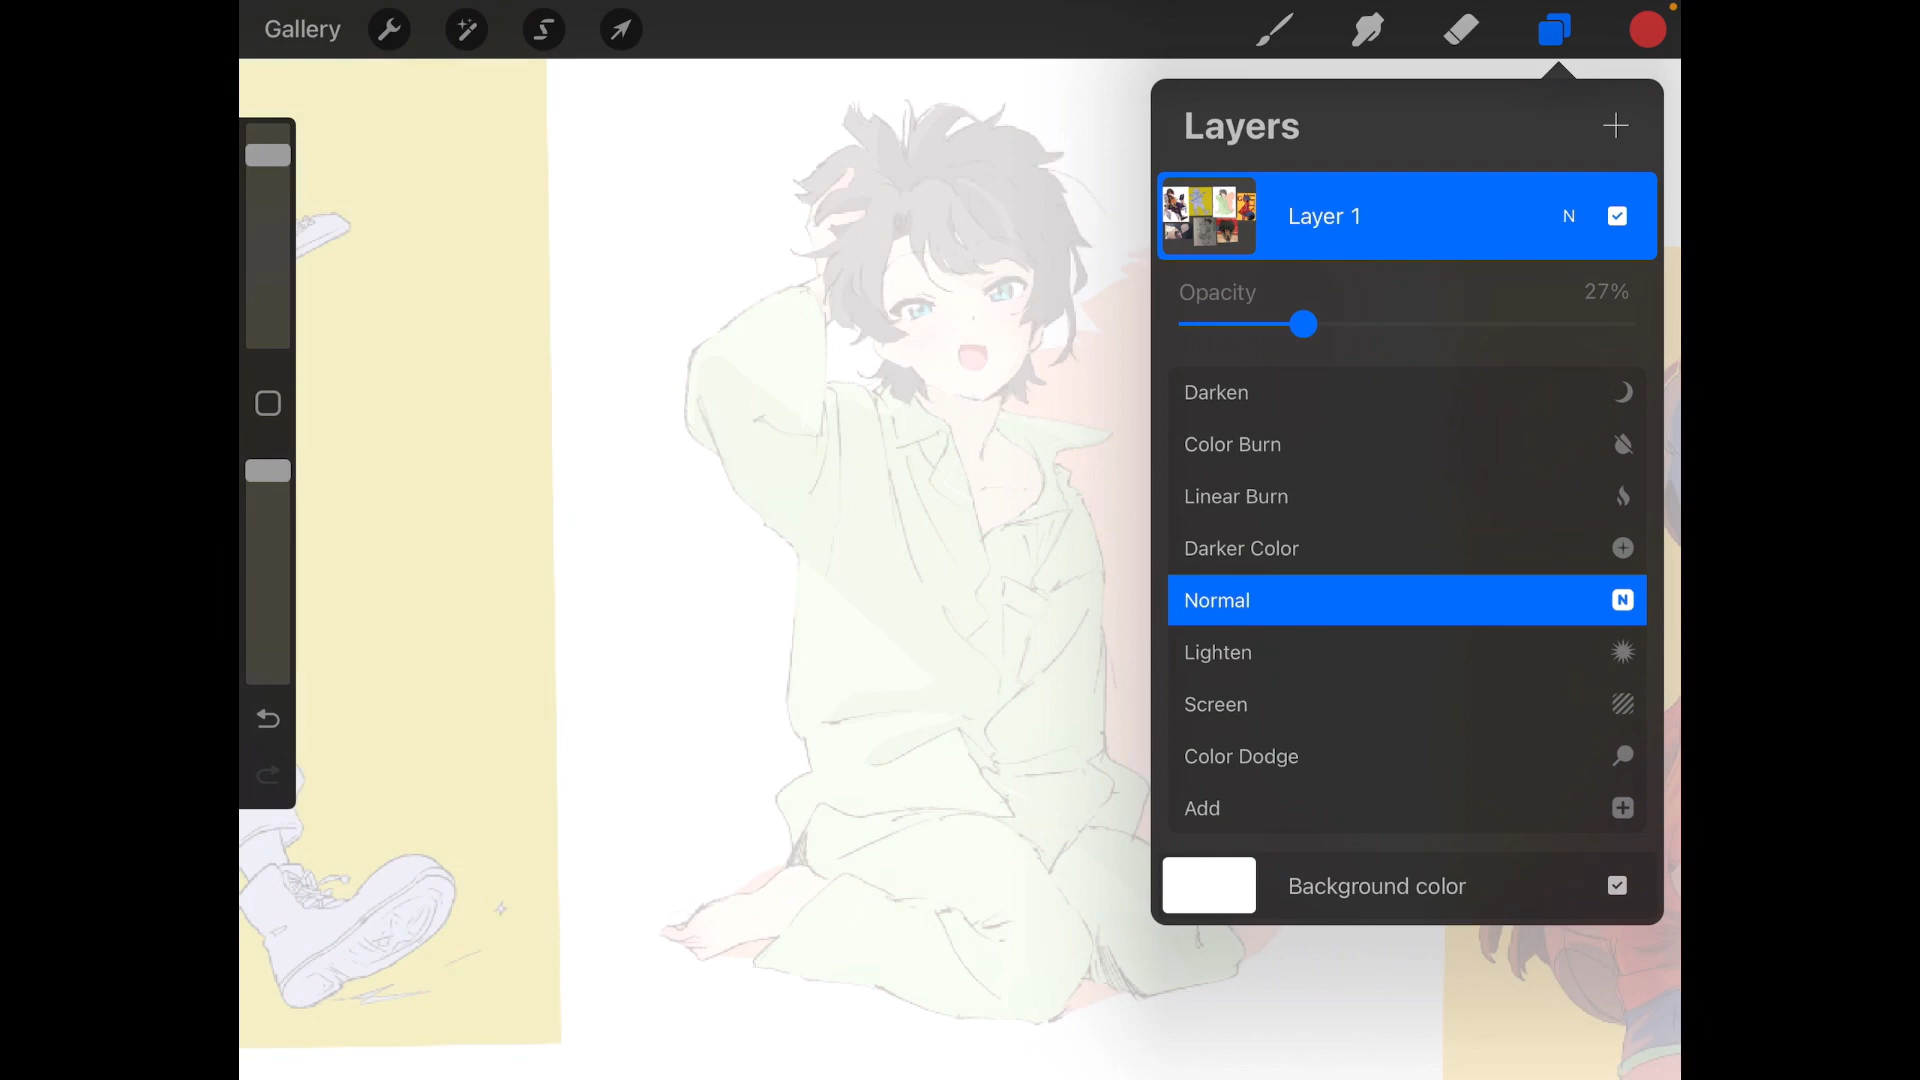 Gallery
Layers
Layer 1
N
Opacity
27%
Darken
Color Burn
Linear Burn
Darker Color
Normal
N
Lighten
Screen
Color Dodge
Add
Background color